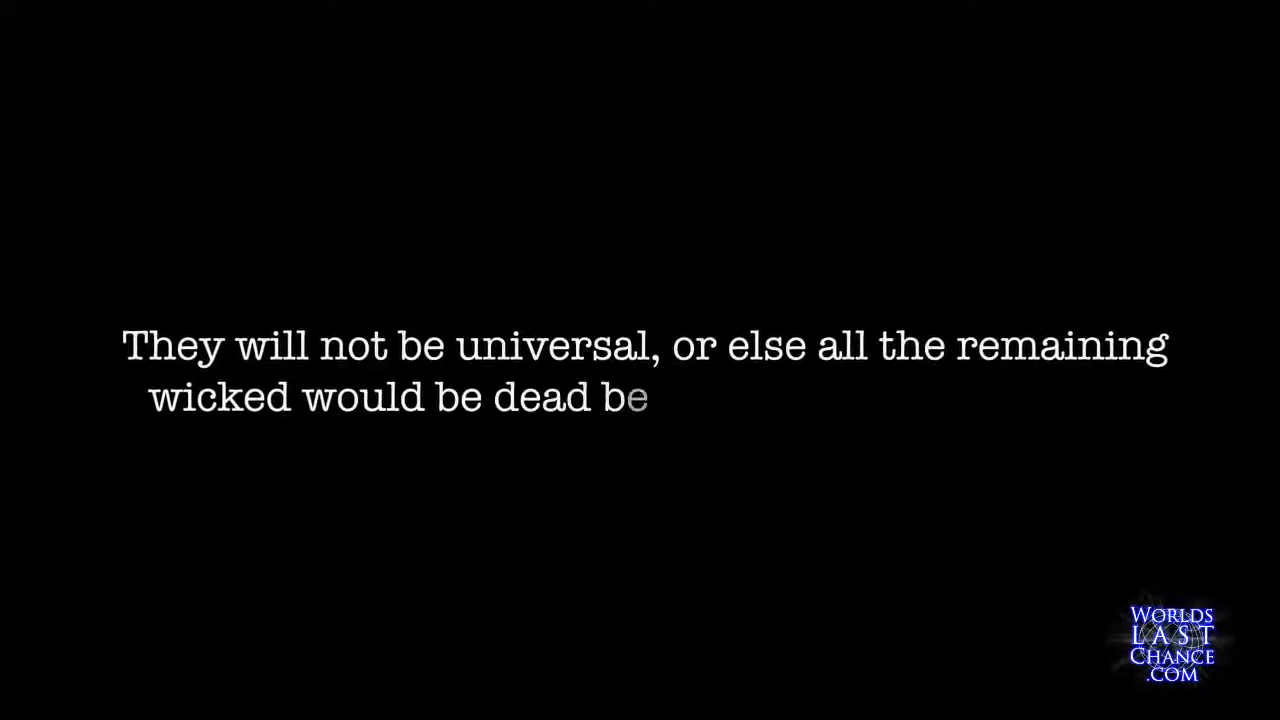 They will not be universal, or else all the remaining
wicked would be dead be
WORLDS
LAST
CHANCE
.COM